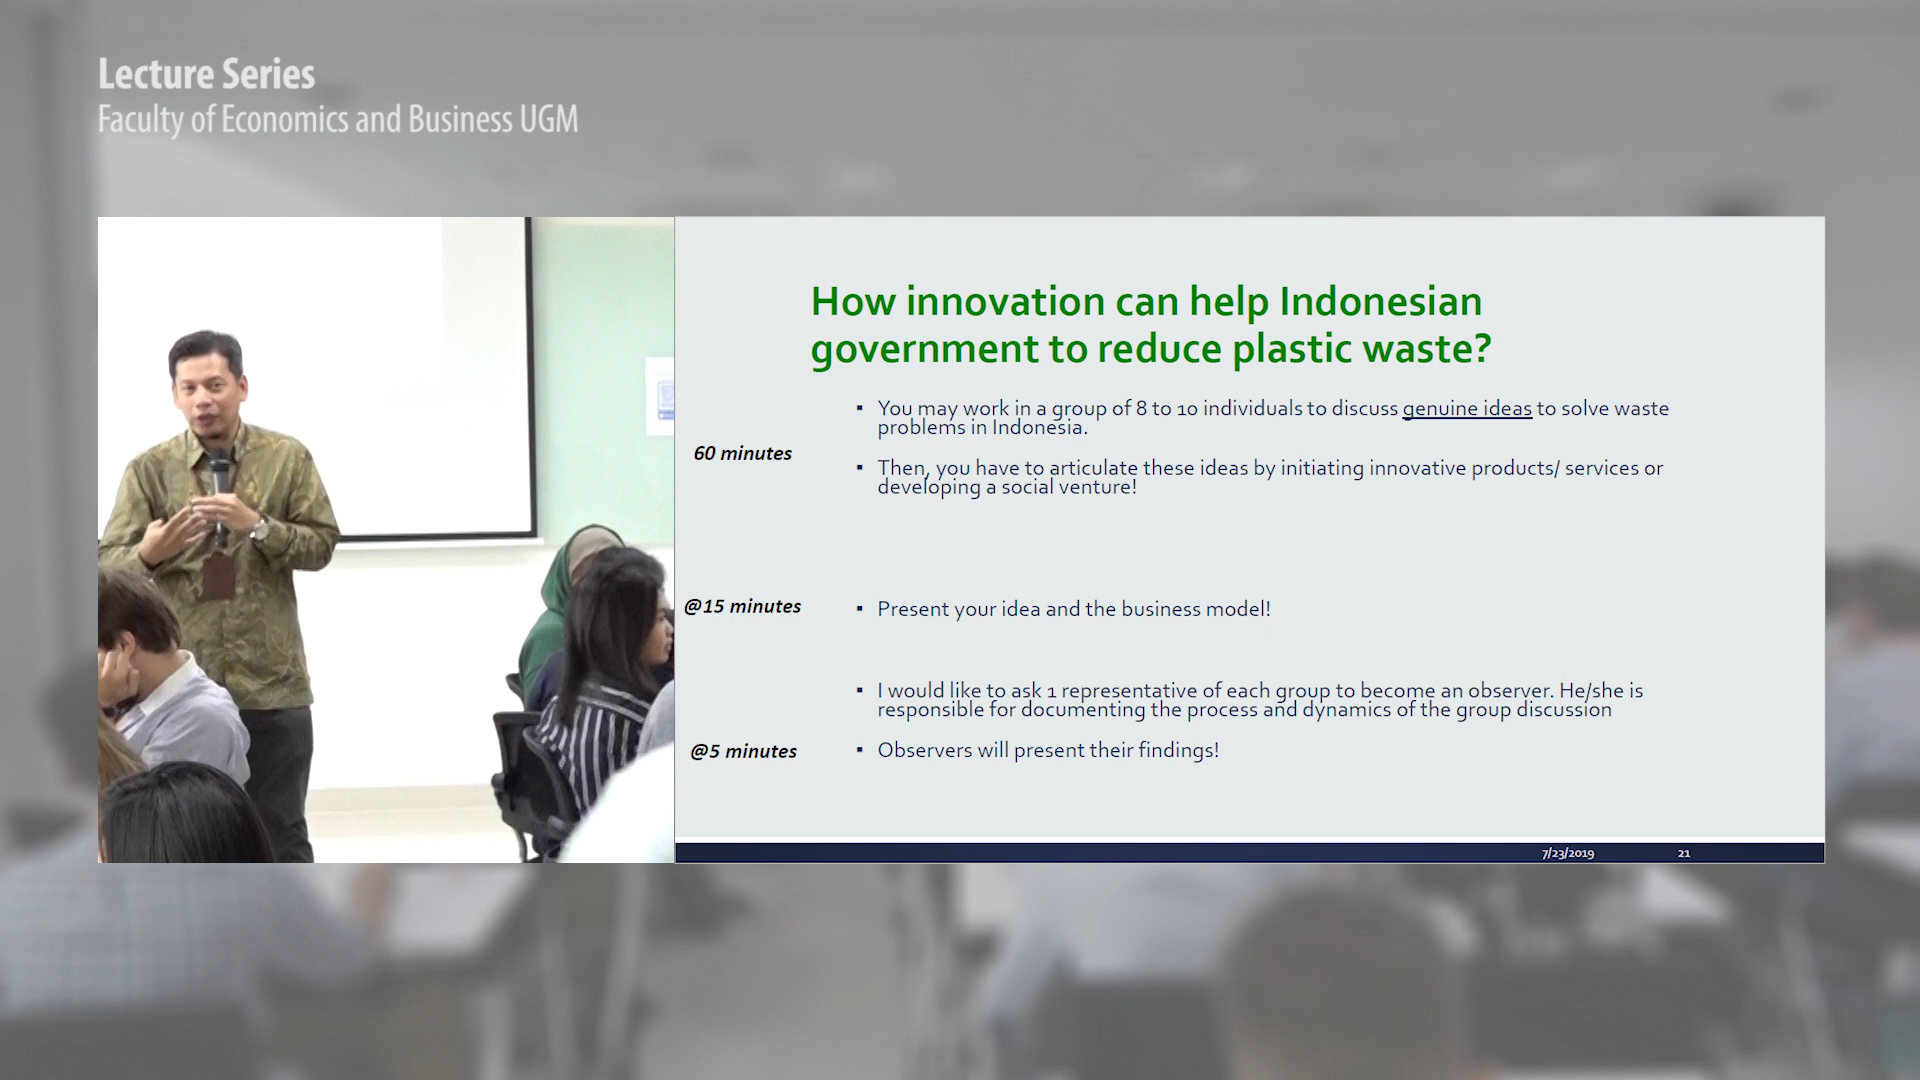 Lecture Series
Faculty of Economics and Business UGM
How innovation can help Indonesian
government to reduce plastic waste?
60 minutes
▪ You may work in a group of 8 to 10 individuals to discuss genuine ideas to solve waste
problems in Indonesia.
▪ Then, you have to articulate these ideas by initiating innovative products/ services or
developing a social venture!
@15 minutes
▪ Present your idea and the business model!
▪ I would like to ask 1 representative of each group to become an observer. He/she is
responsible for documenting the process and dynamics of the group discussion
@5 minutes
▪ Observers will present their findings!
7/23/2019
21